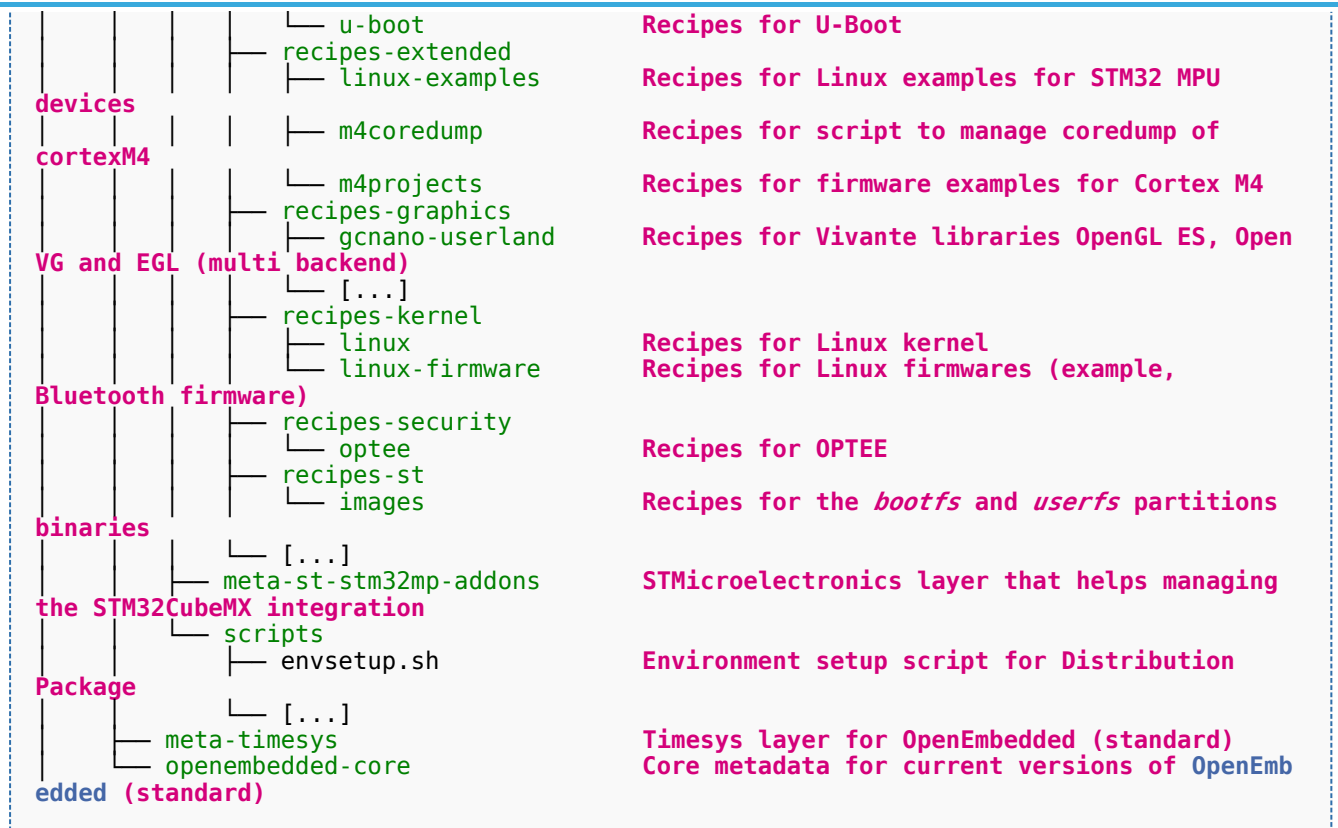 │     │     │     │     └── u-boot               Recipes for U-Boot
│     │     │     ├── recipes-extended
│     │     │     │     ├── linux-examples       Recipes for Linux examples for STM32 MPU
devices
│     │     │     │     ├── m4coredump           Recipes for script to manage coredump of
cortexM4
│     │     │     │     └── m4projects           Recipes for firmware examples for Cortex M4
│     │     │     ├── recipes-graphics
│     │     │     │     ├── gcnano-userland      Recipes for Vivante libraries OpenGL ES, Open
VG and EGL (multi backend)
│     │     │     │     └── [...]
│     │     │     ├── recipes-kernel
│     │     │     │     ├── linux                Recipes for Linux kernel
│     │     │     │     └── linux-firmware       Recipes for Linux firmwares (example,
Bluetooth firmware)
│     │     │     ├── recipes-security
│     │     │     │     └── optee                Recipes for OPTEE
│     │     │     ├── recipes-st
│     │     │     │     └── images               Recipes for the bootfs and userfs partitions
binaries
│     │     │     └── [...]
│     │     ├── meta-st-stm32mp-addons           STMicroelectronics layer that helps managing
the STM32CubeMX integration
│     │     └── scripts
│     │           ├── envsetup.sh                Environment setup script for Distribution
Package
│     │           └── [...]
│     ├── meta-timesys                           Timesys layer for OpenEmbedded (standard)
│     └── openembedded-core                      Core metadata for current versions of OpenEmb
edded (standard)